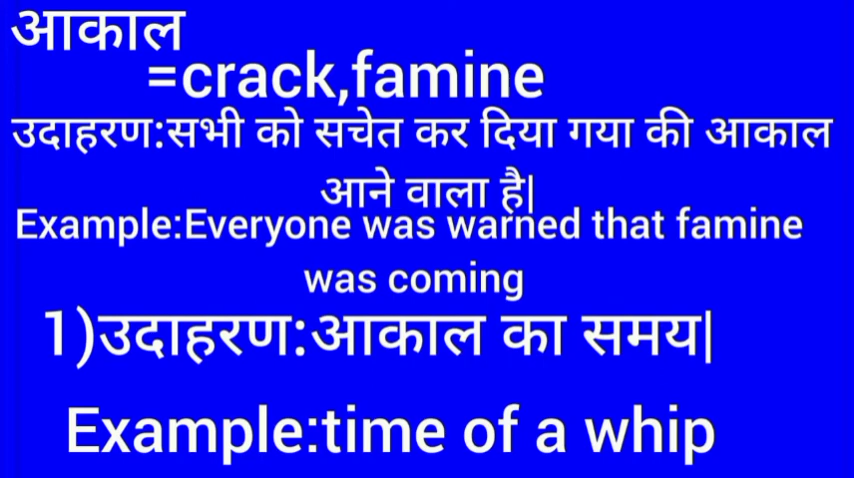 आकाल
=crack,famine
उदाहरण:सभी को सचेत कर दिया गया की आकाल
आने वाला है|
Example:Everyone was warned that famine
was coming
1)उदाहरण:आकाल का समय|
Example:time of a whip